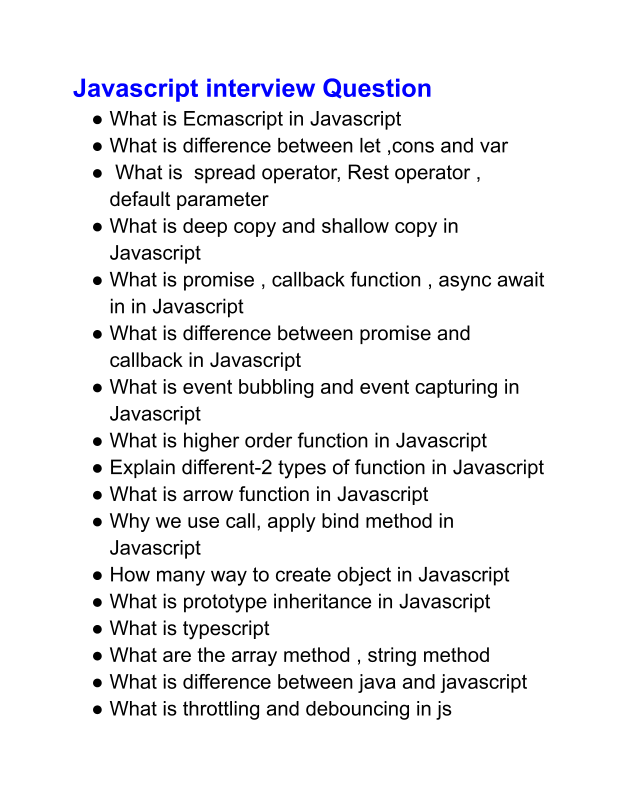 Javascript interview Question
● What is Ecmascript in Javascript
● What is difference between let ,cons and var
● What is  spread operator, Rest operator ,
default parameter
● What is deep copy and shallow copy in
Javascript
● What is promise , callback function , async await
in in Javascript
● What is difference between promise and
callback in Javascript
● What is event bubbling and event capturing in
Javascript
● What is higher order function in Javascript
● Explain different-2 types of function in Javascript
● What is arrow function in Javascript
● Why we use call, apply bind method in
Javascript
● How many way to create object in Javascript
● What is prototype inheritance in Javascript
● What is typescript
● What are the array method , string method
● What is difference between java and javascript
● What is throttling and debouncing in js